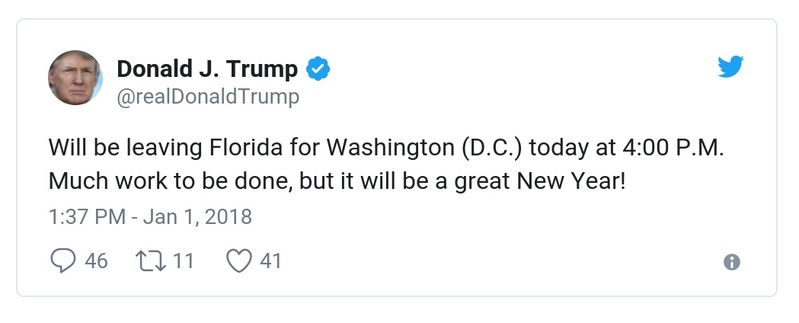 Donald J. Trump
@realDonaldTrump
Will be leaving Florida for Washington (D.C.) today at 4:00 P.M.
Much work to be done, but it will be a great New Year!
1:37 PM - Jan 1, 2018
46 11 41